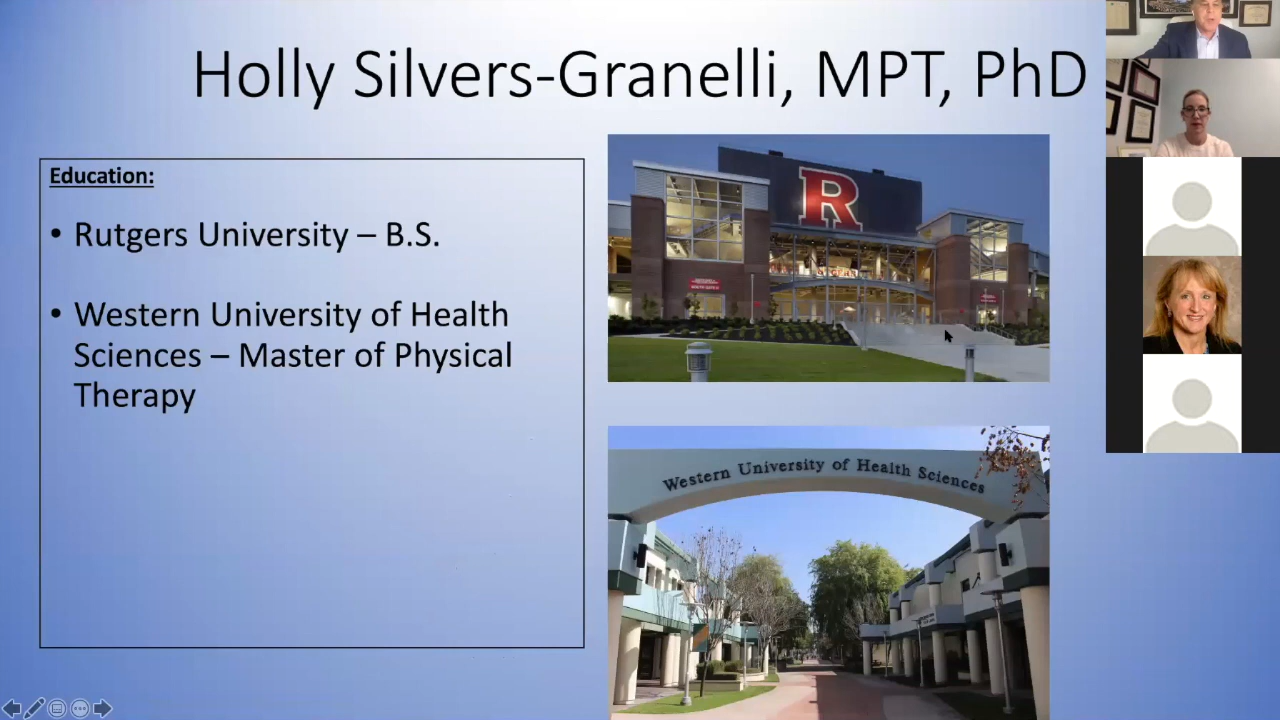 Holly Silvers-Granelli, MPT, PhD
Education:
• Rutgers University – B.S.
• Western University of Health
Sciences – Master of Physical
Therapy
R
Western University of Health Sciences